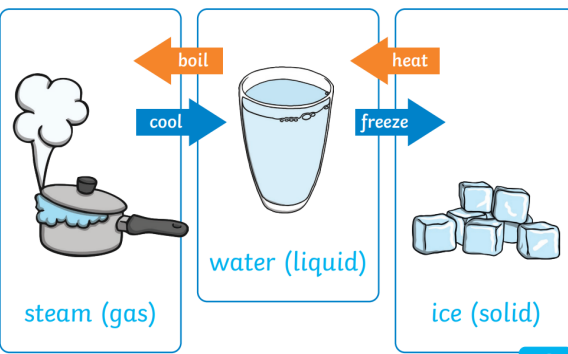 boil
heat
cool
freeze
water (liquid)
steam (gas)
ice (solid)